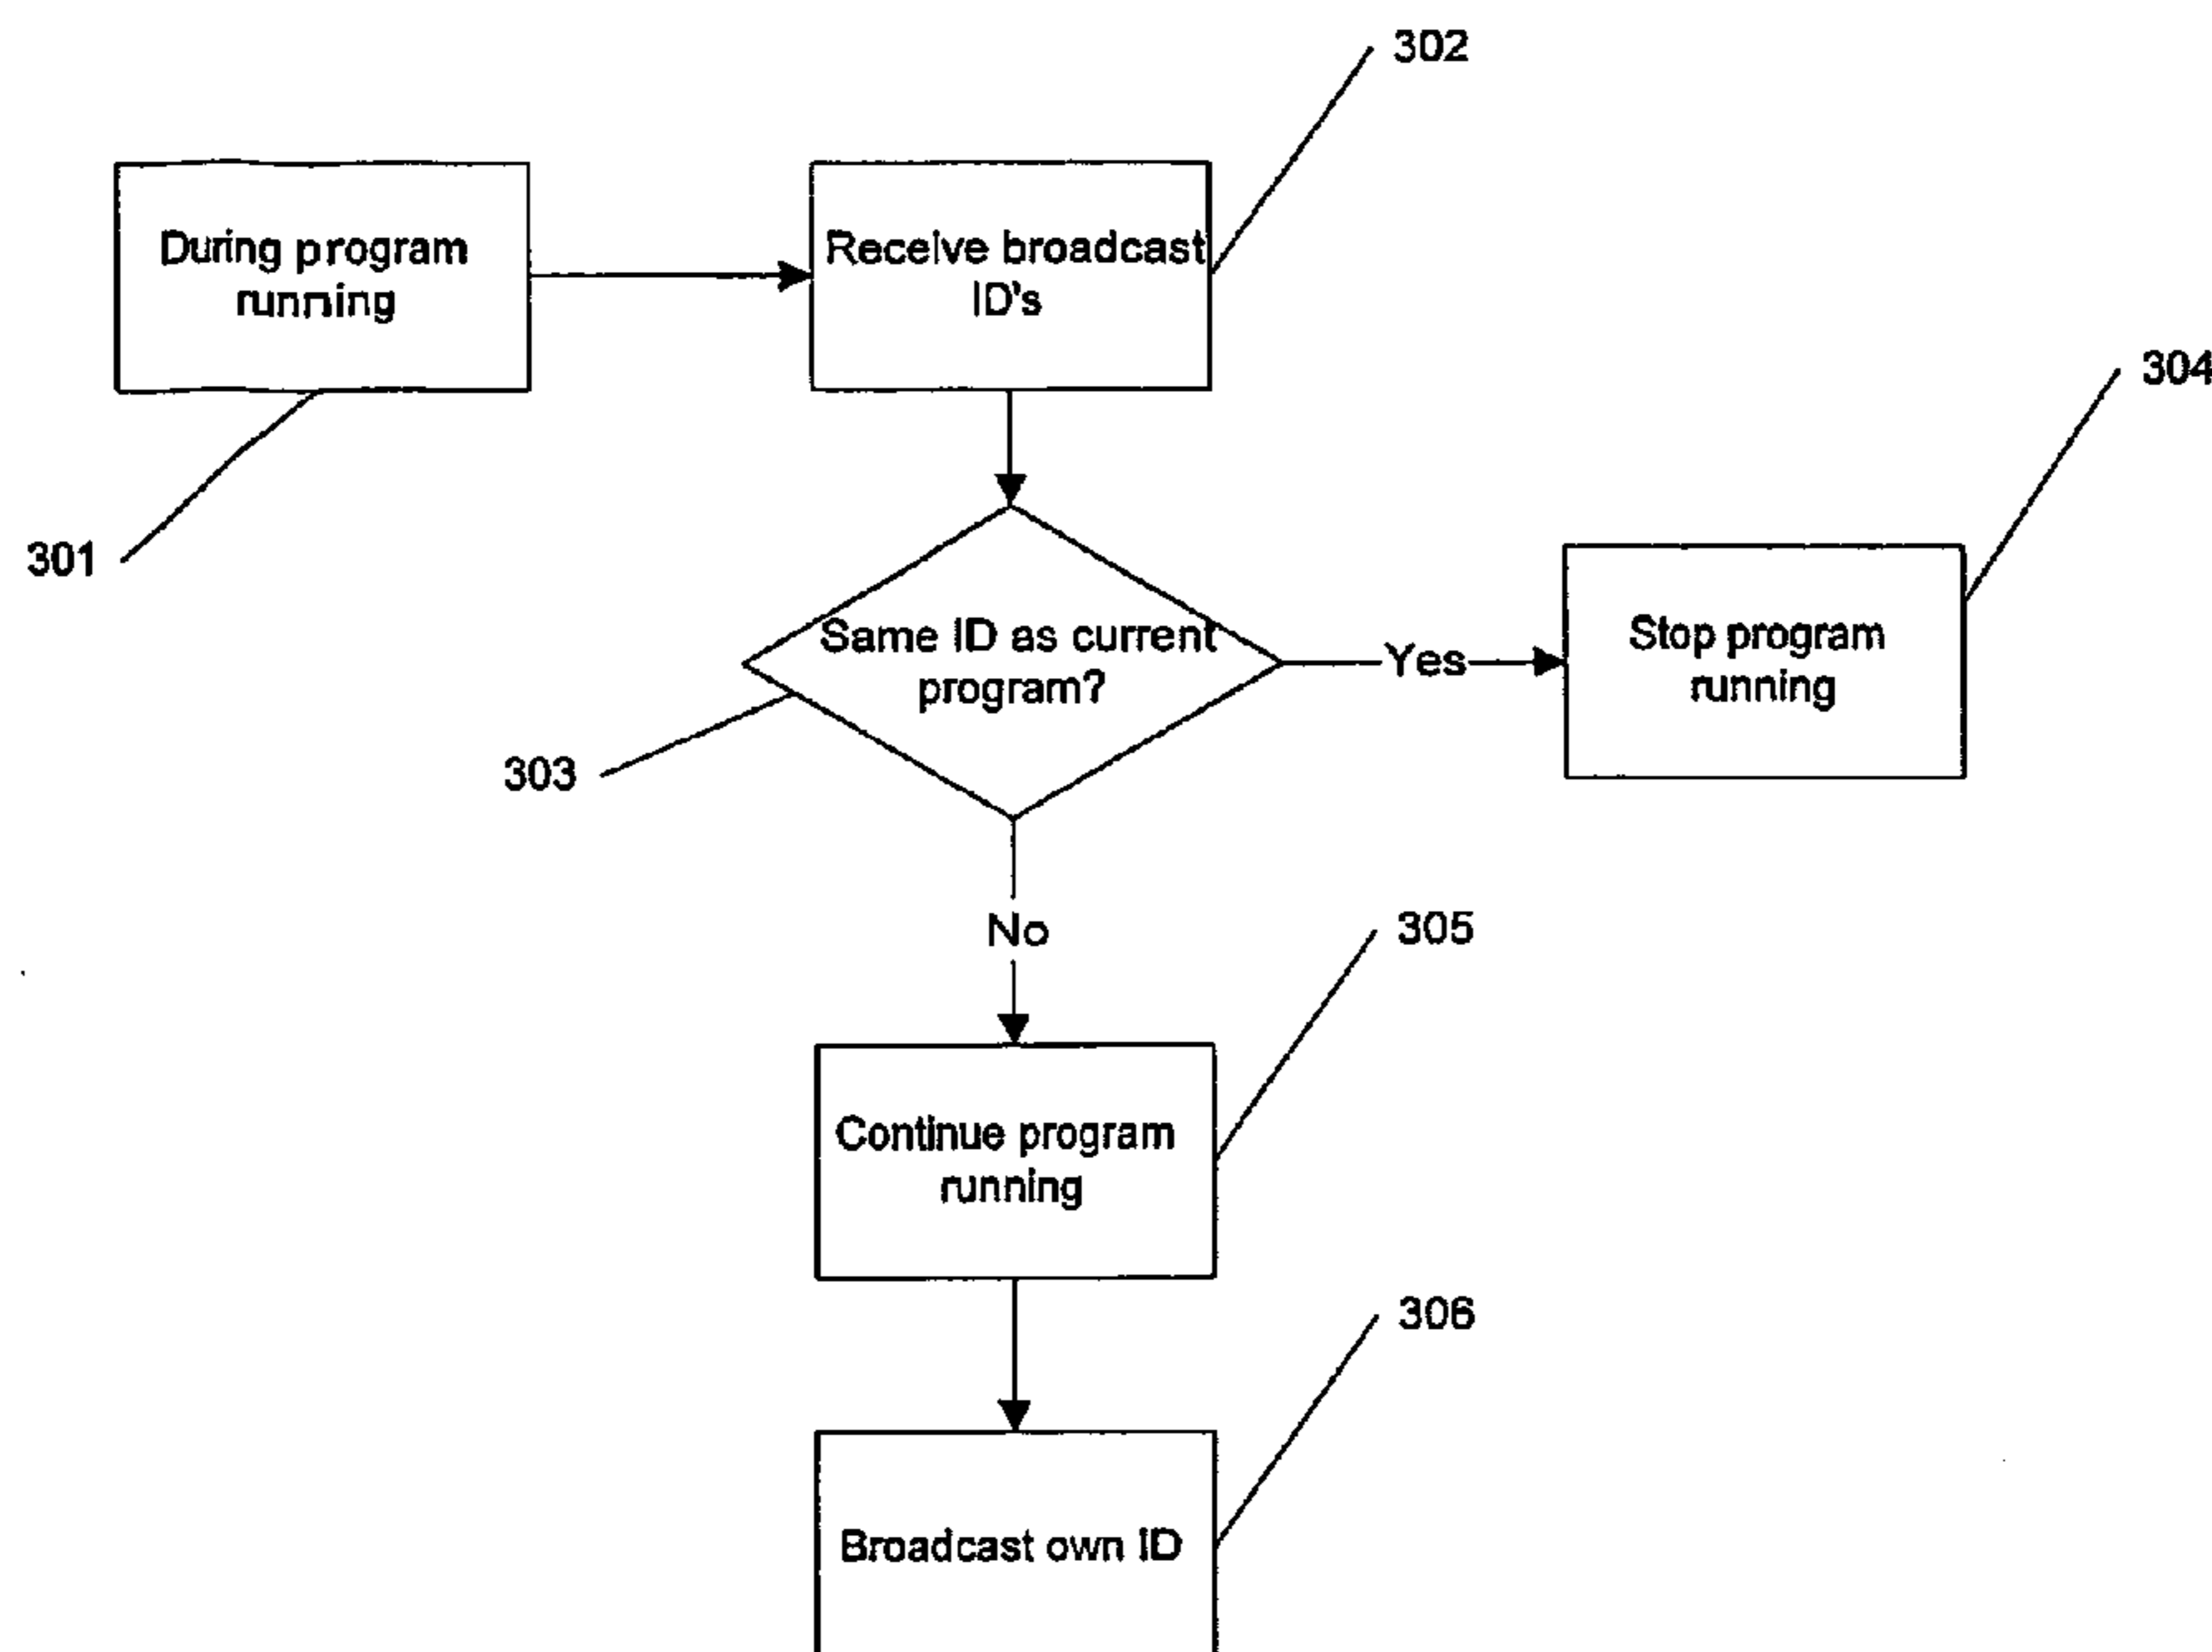 302
During program
running
Receive broadcast
ID's
304
301
Same ID as current
program?
Yes
Stop program
running
303
No
305
Continue program
running
306
Broadcast own ID